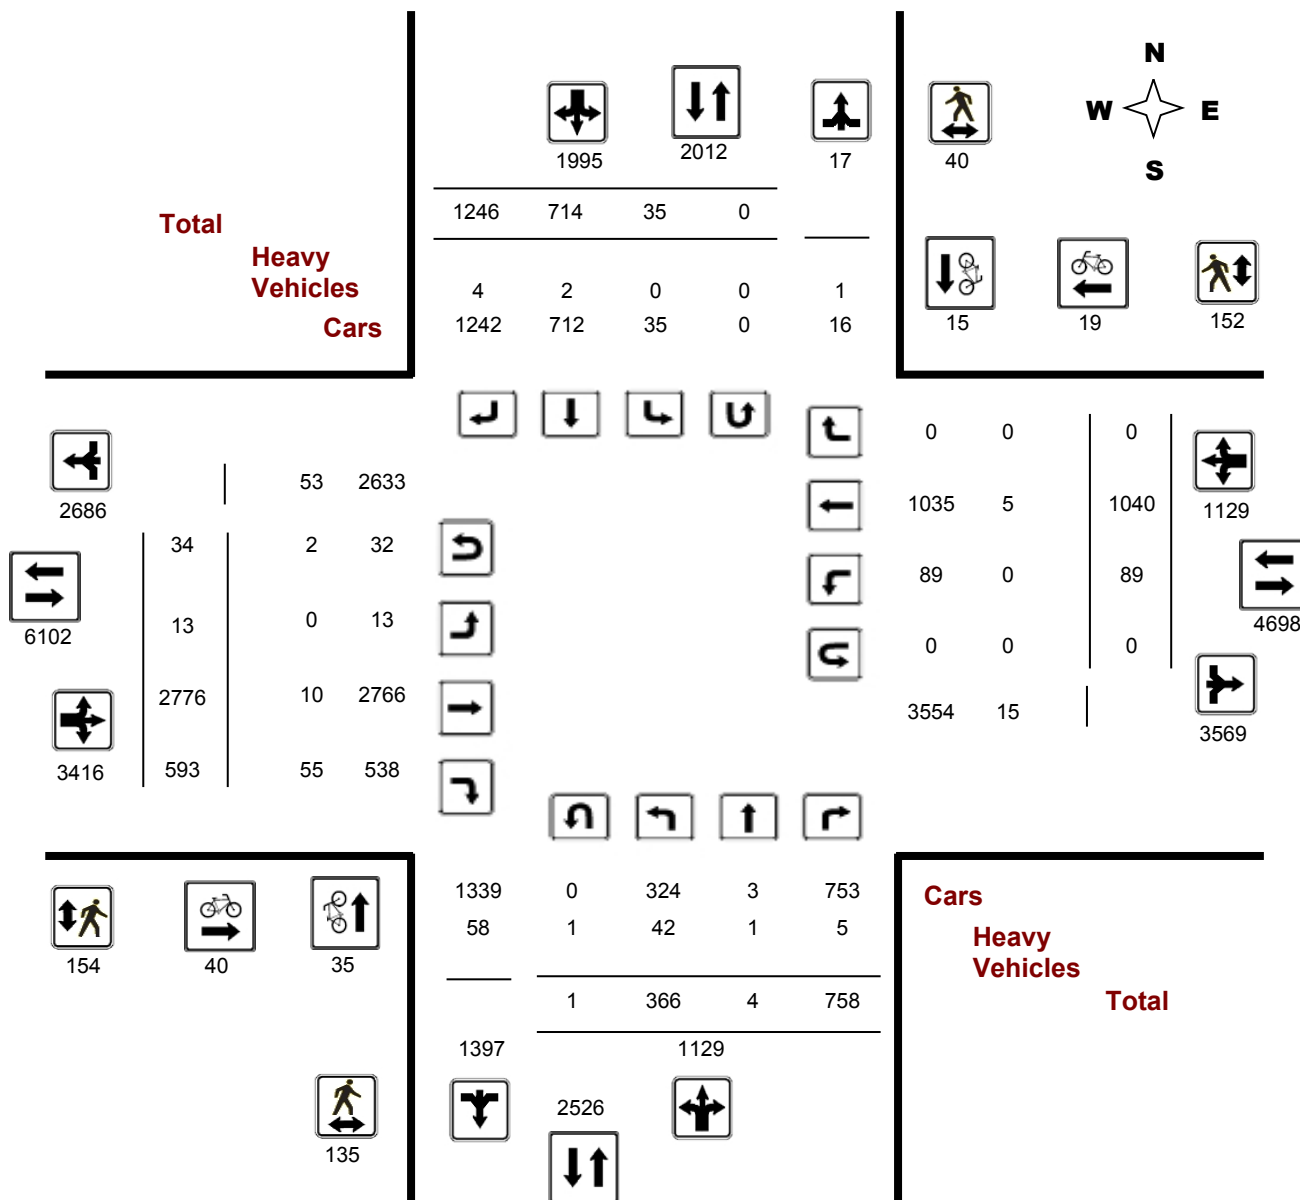 N
W E
S
1995 2012 17 40
1246 714 35 0
Total
Heavy
Vehicles
4 2 0 0 1
Cars
1242 712 35 0 16
15 19 152
0 0 0
53 2633
2686
1035 5 1040
1129
34 2 32
89 0 89
13 0 13
6102
4698
0 0 0
2776 10 2766
3554 15
3569
3416 593 55 538
1339 0 324 3 753
Cars
58 1 42 1 5
Heavy
Vehicles
154 40 35
1 366 4 758
Total
1397 1129
2526
135